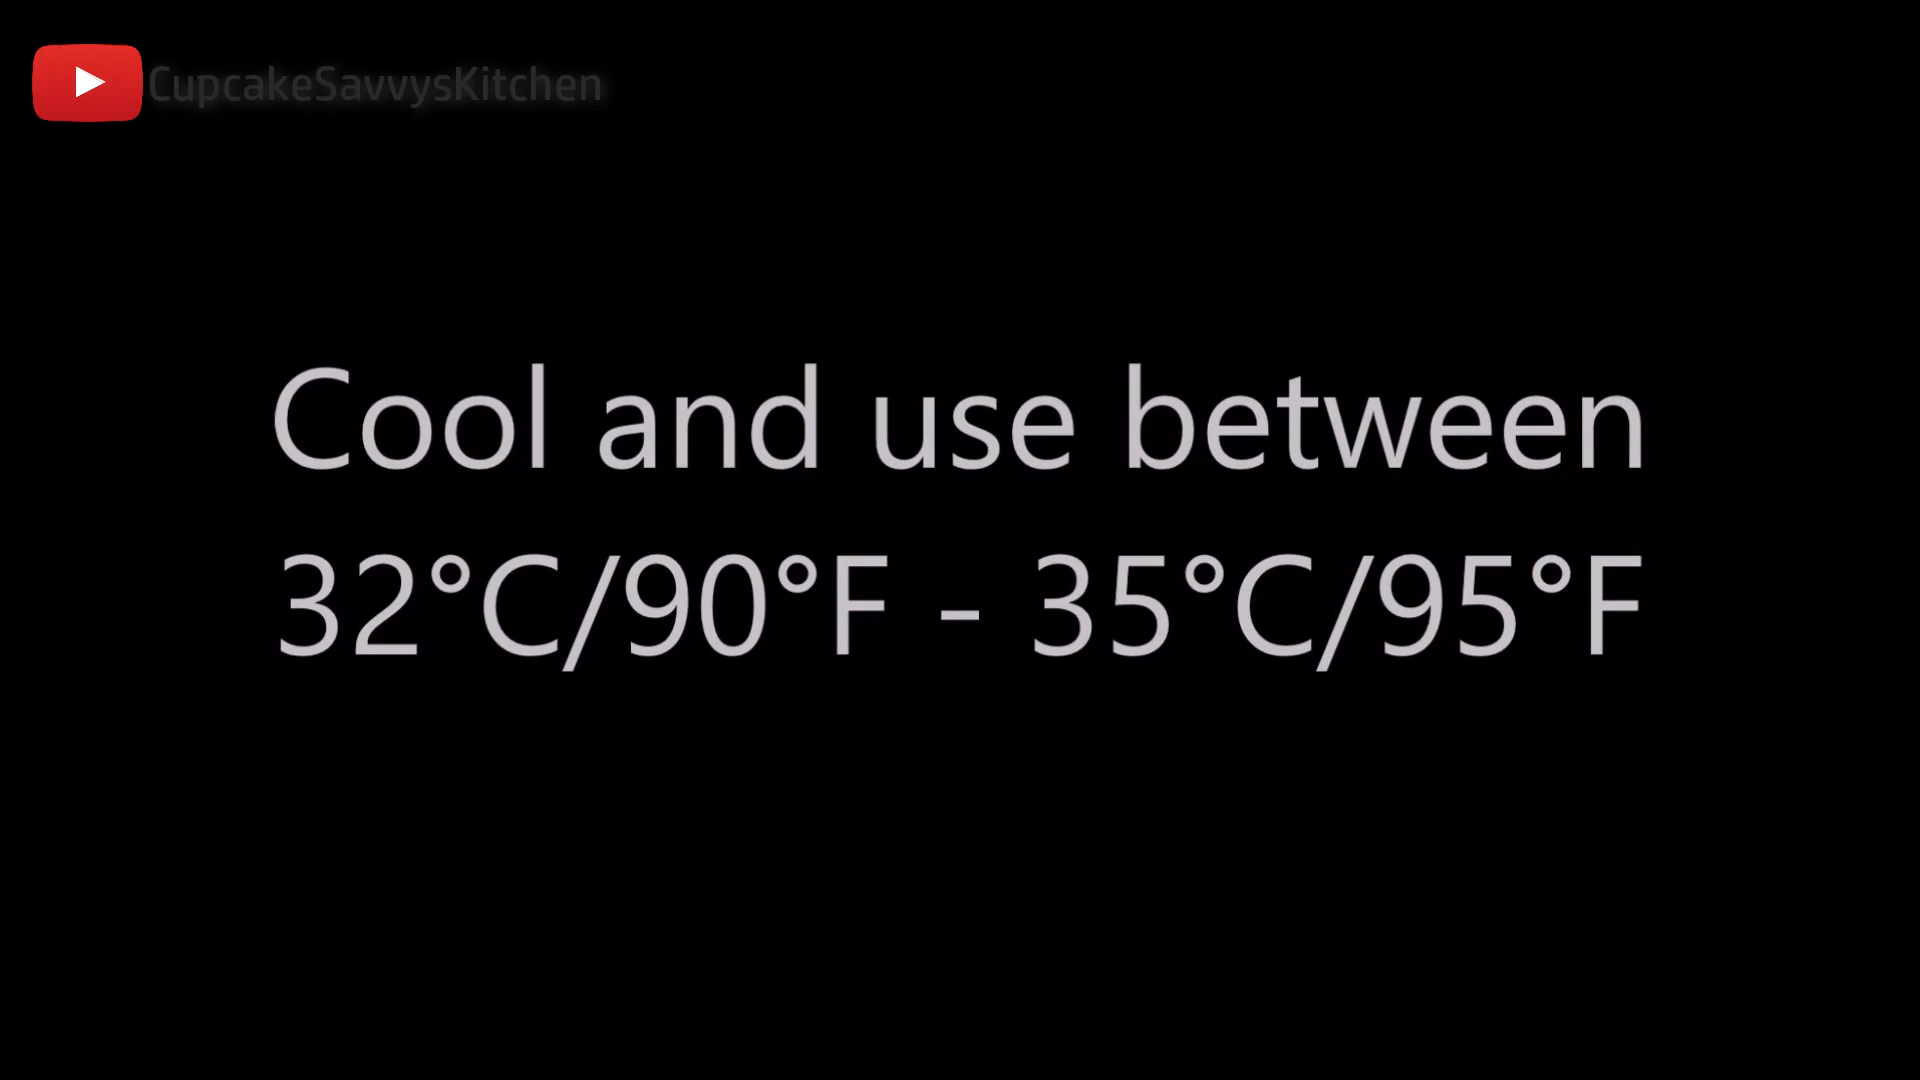 CupcakeSavvysKitchen
Cool and use between
32°C/90°F - 35°C/95°F